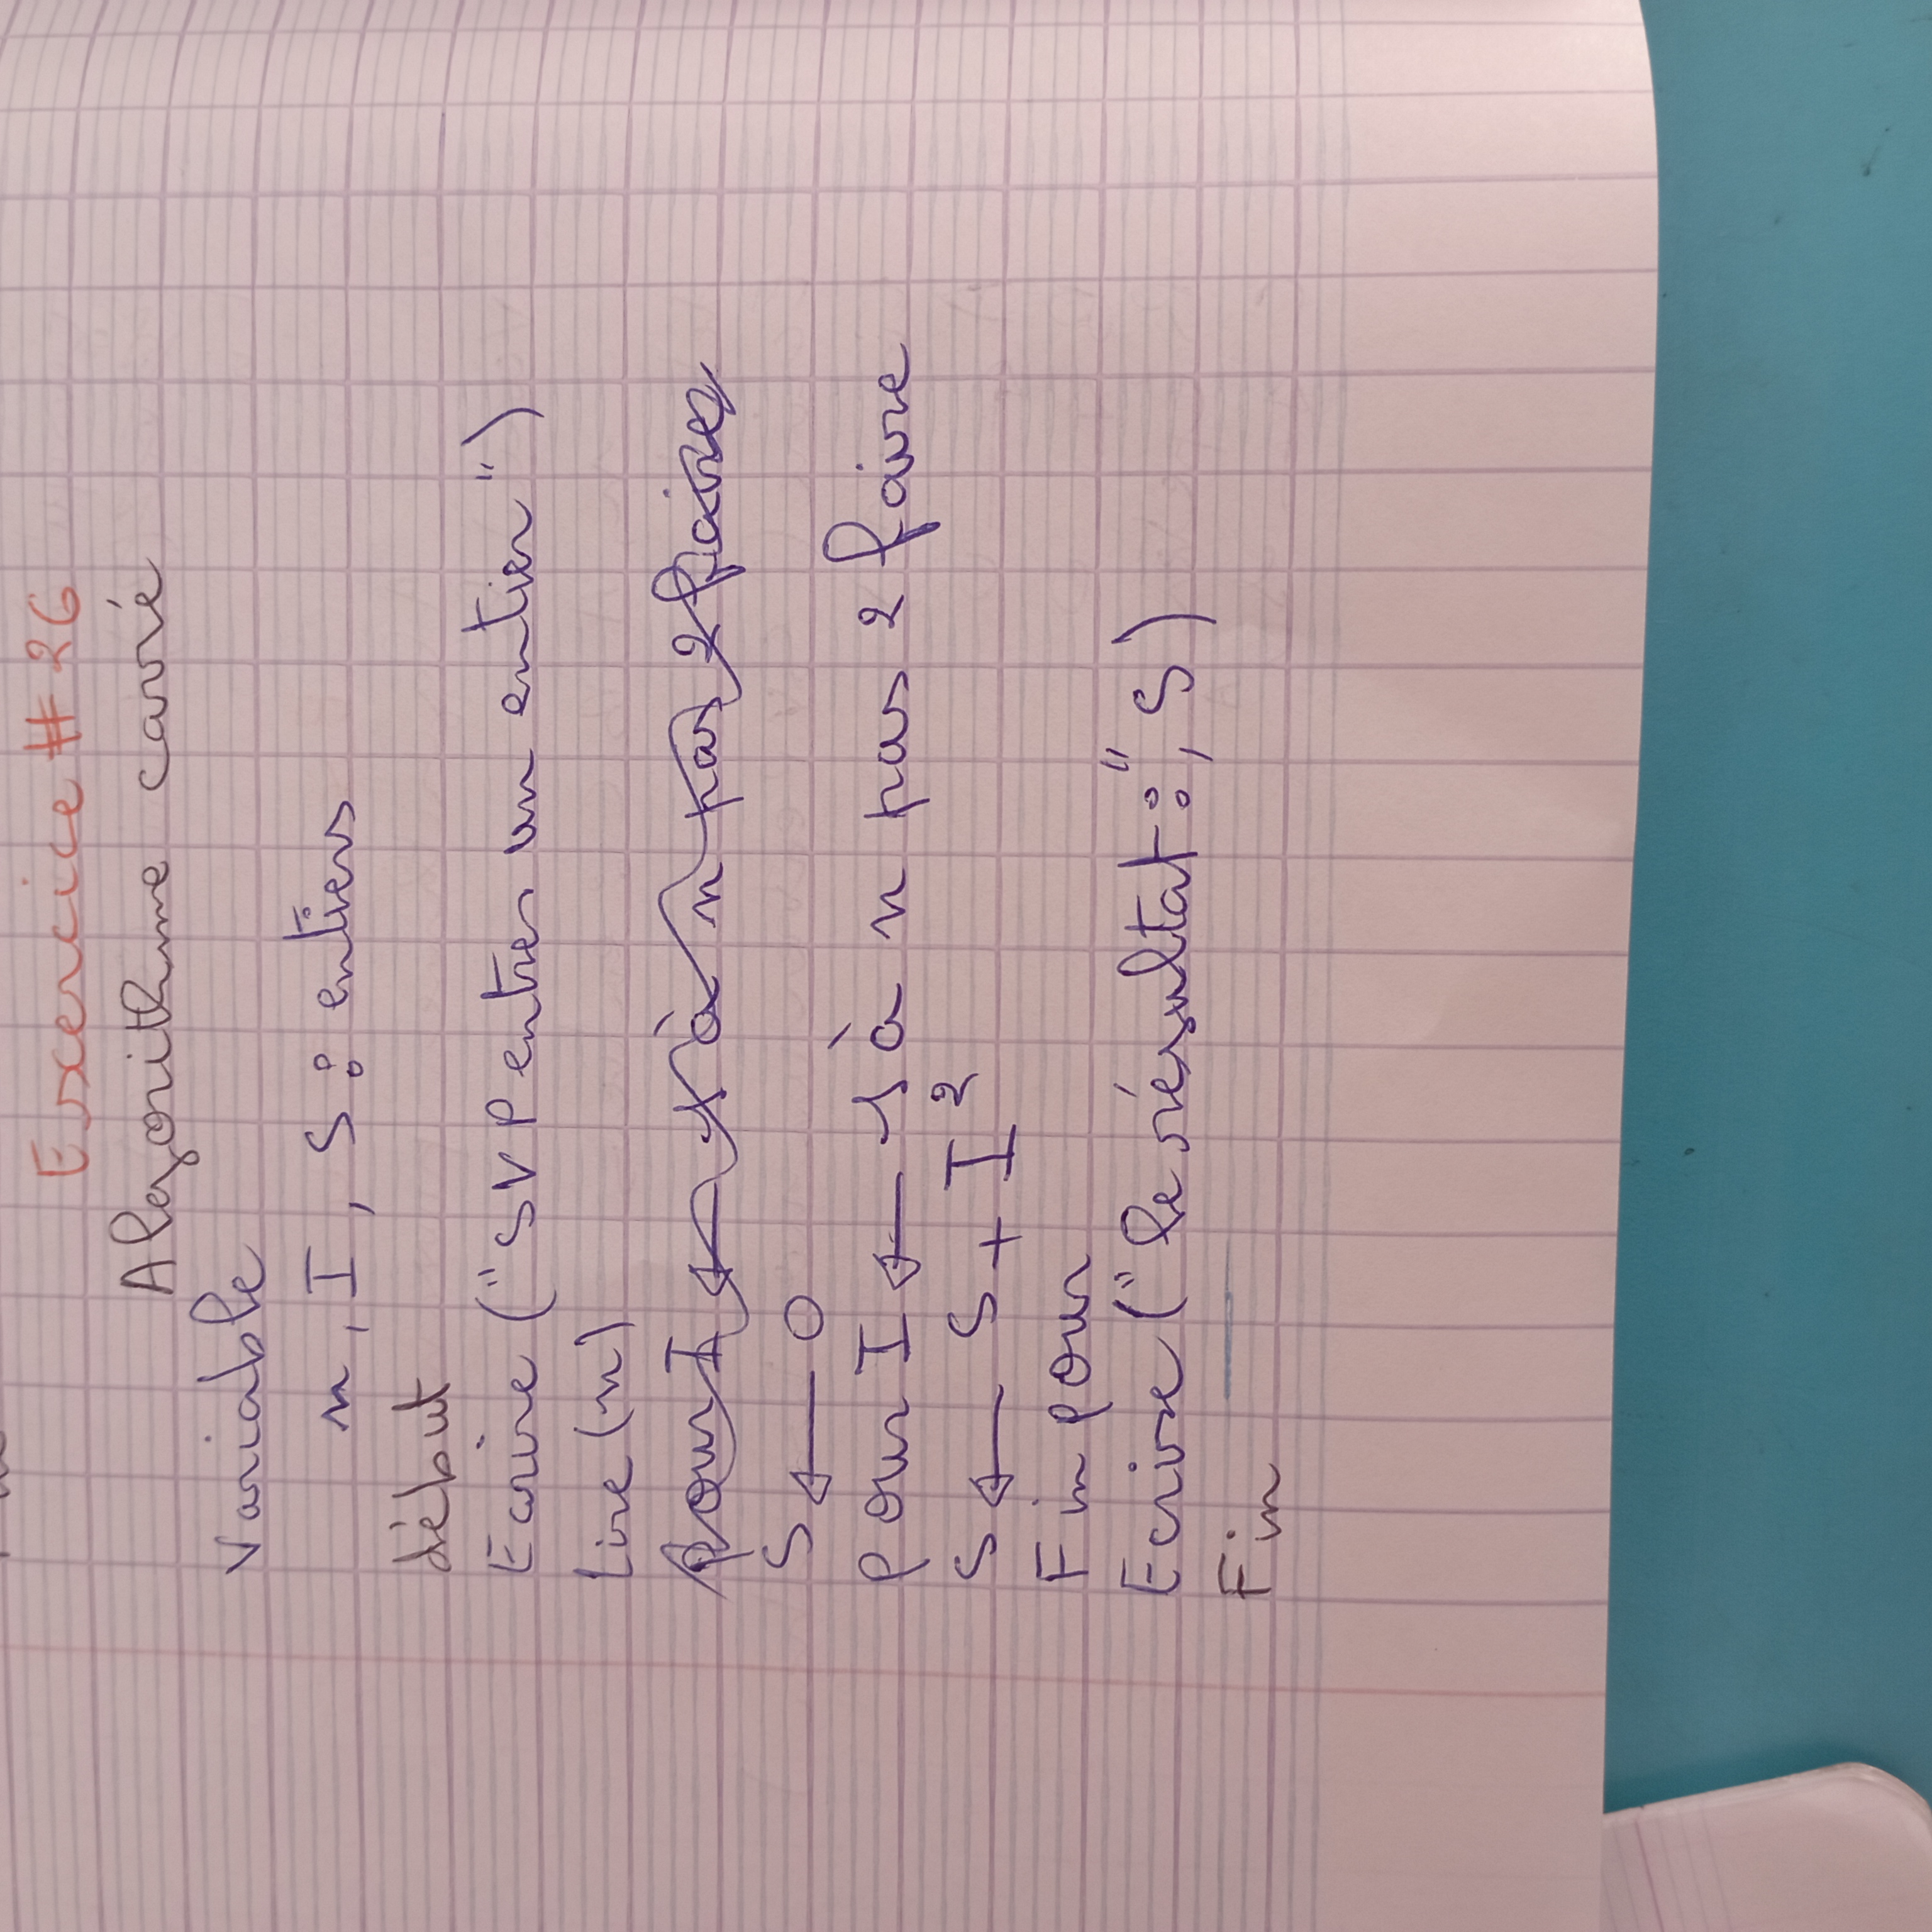 Exercice # 26
Algorithme carré
Variable
n, I, S : entiers
début
Ecrire ("SVP entrer un entier")
Lire (n)
pour I ← 1 à n pas 2 faire
S ← 0
pour I ← 1 à n pas 2 faire
S ← S + I²
Fin pour
Ecrire ("le résultat :", S)
Fin